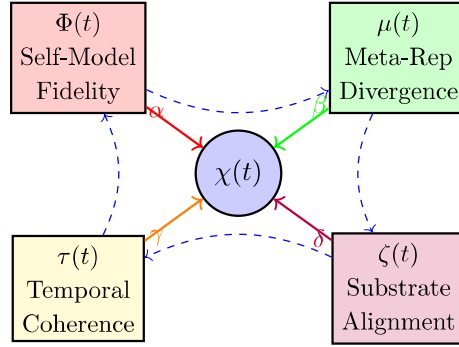 Φ(t)
Self-Model
Fidelity
μ(t)
Meta-Rep
Divergence
α
β
χ(t)
γ
δ
τ(t)
Temporal
Coherence
ζ(t)
Substrate
Alignment